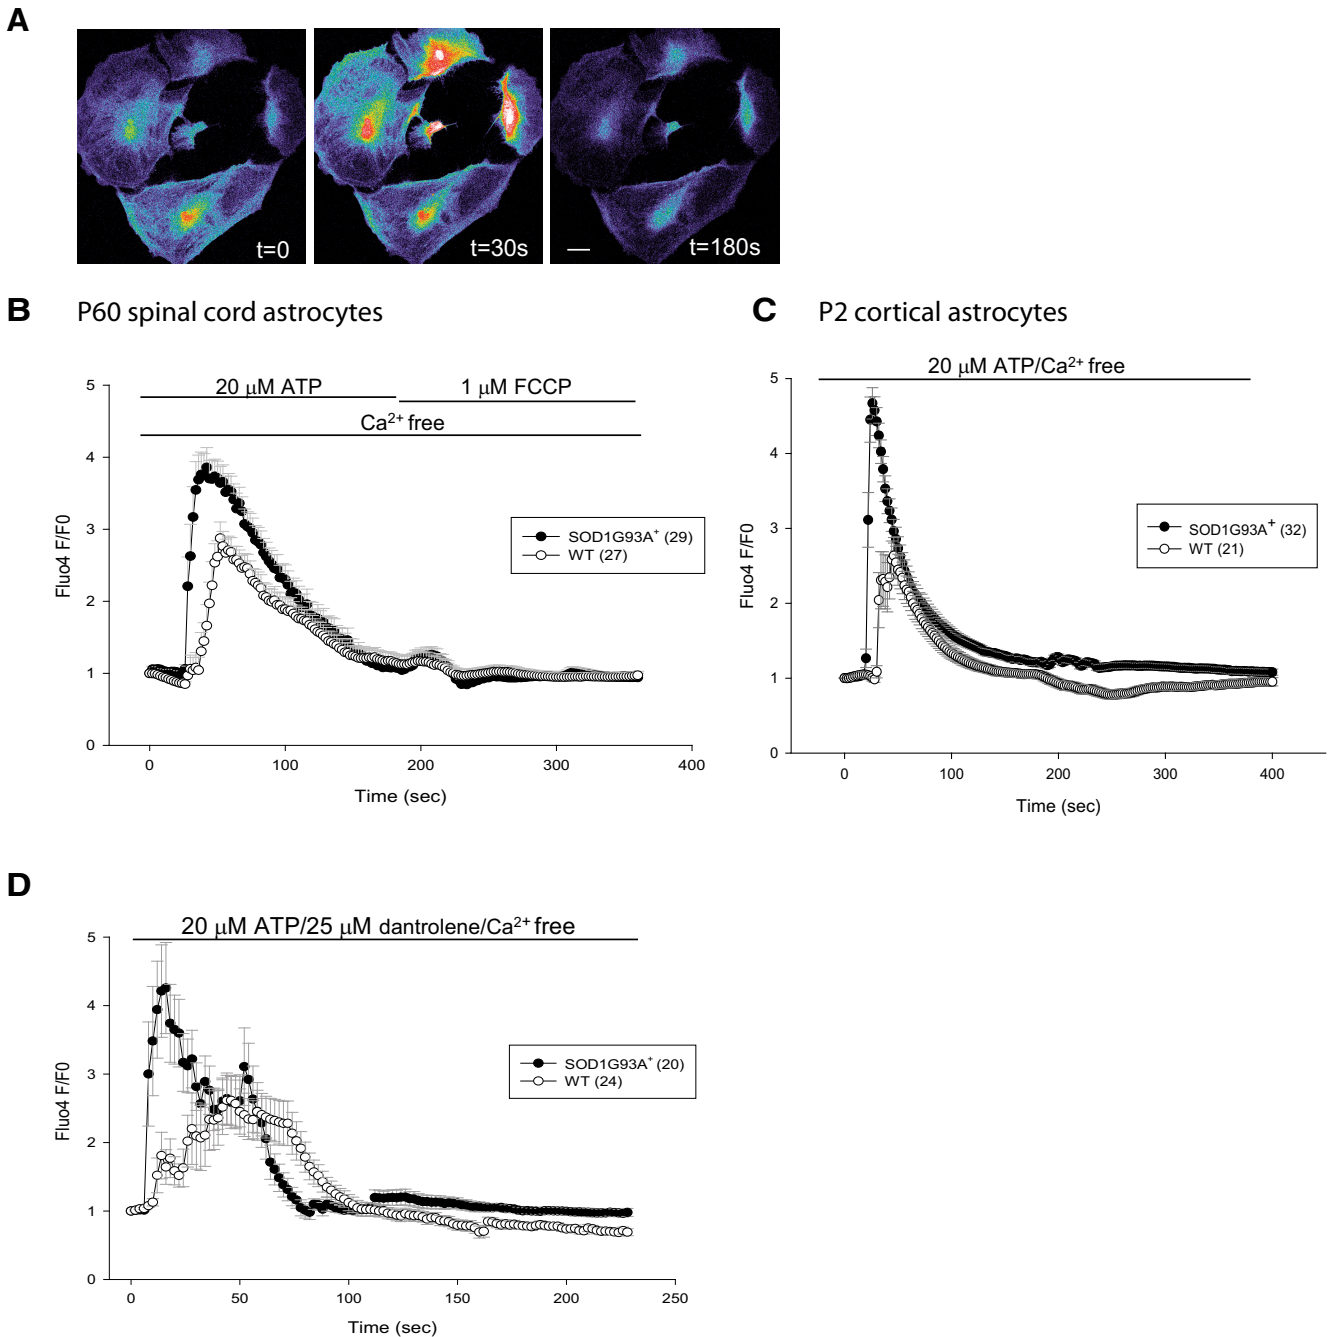 A
t=0
t=30s
t=180s
B P60 spinal cord astrocytes
20 µM ATP
1 µM FCCP
Ca²⁺ free
5
4
3
2
1
0
Fluo4 F/F0
0 100 200 300 400
Time (sec)
SOD1G93A⁺ (29)
WT (27)
C P2 cortical astrocytes
20 µM ATP/Ca²⁺ free
5
4
3
2
1
0
Fluo4 F/F0
0 100 200 300 400
Time (sec)
SOD1G93A⁺ (32)
WT (21)
D
20 µM ATP/25 µM dantrolene/Ca²⁺ free
5
4
3
2
1
0
Fluo4 F/F0
0 50 100 150 200 250
Time (sec)
SOD1G93A⁺ (20)
WT (24)